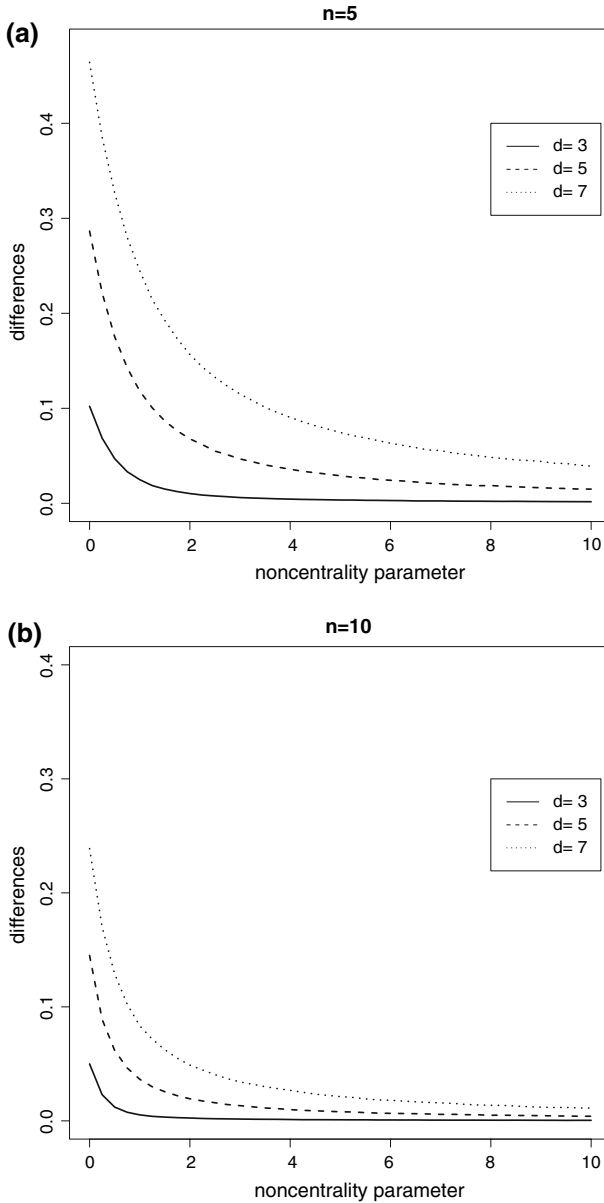 (a)
n=5
differences
0.0
0.1
0.2
0.3
0.4
d= 3
d= 5
d= 7
0 2 4 6 8 10
noncentrality parameter
(b)
n=10
differences
0.0
0.1
0.2
0.3
0.4
d= 3
d= 5
d= 7
0 2 4 6 8 10
noncentrality parameter